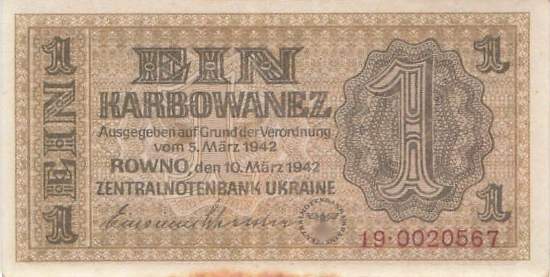 1
EIN
1
EIN
KARBOWANEZ
Ausgegeben auf Grund der Verordnung
vom 5. März 1942
ROWNO, den 10. März 1942
ZENTRALNOTENBANK UKRAINE
1
1
1
19·0020567